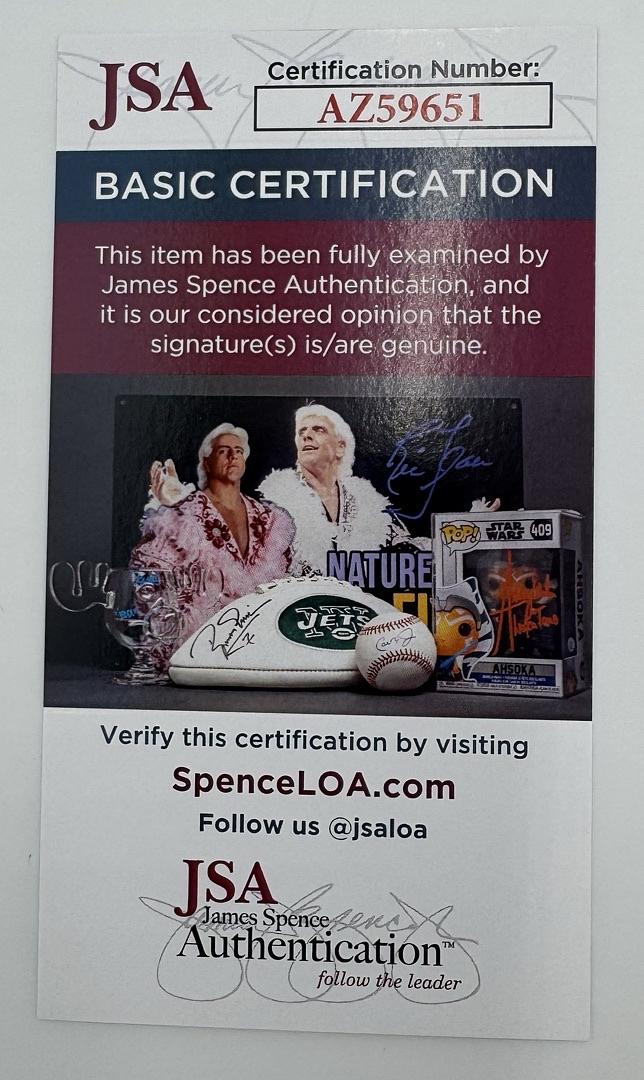 JSA
Certification Number:
AZ59651
BASIC CERTIFICATION
This item has been fully examined by
James Spence Authentication, and
it is our considered opinion that the
signature(s) is/are genuine.
NATURE
POP! STAR WARS 409
JETS
AHSOKA
AHSOKA
Verify this certification by visiting
SpenceLOA.com
Follow us @jsaloa
JSA
James Spence
Authentication™
follow the leader